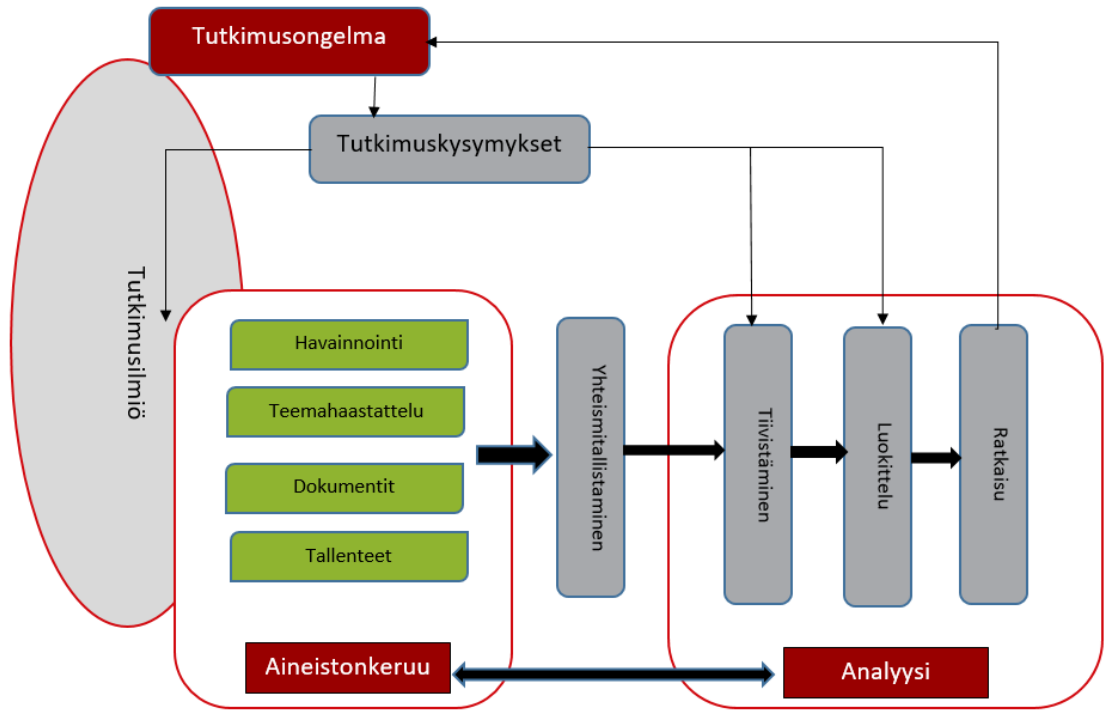 Tutkimusongelma
Tutkimuskysymykset
Tutkimusilmiö
Havainnointi
Teemahaastattelu
Dokumentit
Tallenteet
Yhteismitallistaminen
Tiivistäminen
Luokittelu
Ratkaisu
Aineistonkeruu
Analyysi